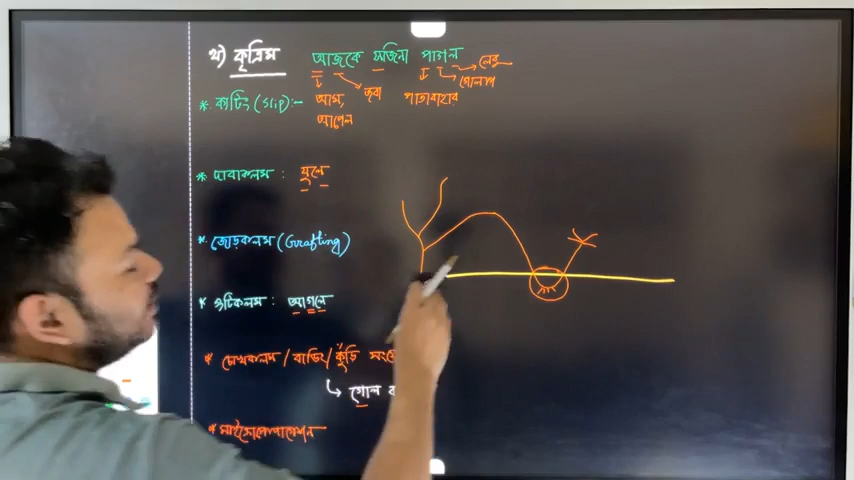 খ) কৃত্রিম আজকে সজিনা পাগল লেবু
গোলাপ
* কাটিং (Slip) :- আম, জবা পাতাবাহার
আপেল
* দাবাকলম : যুলে
* জোড়কলম (Grafting)
* গুটিকলম : আগলে
* চোখকলম / বাডিং / কুঁড়ি
গোল
* মাইক্রোপ্রোপাগেশন